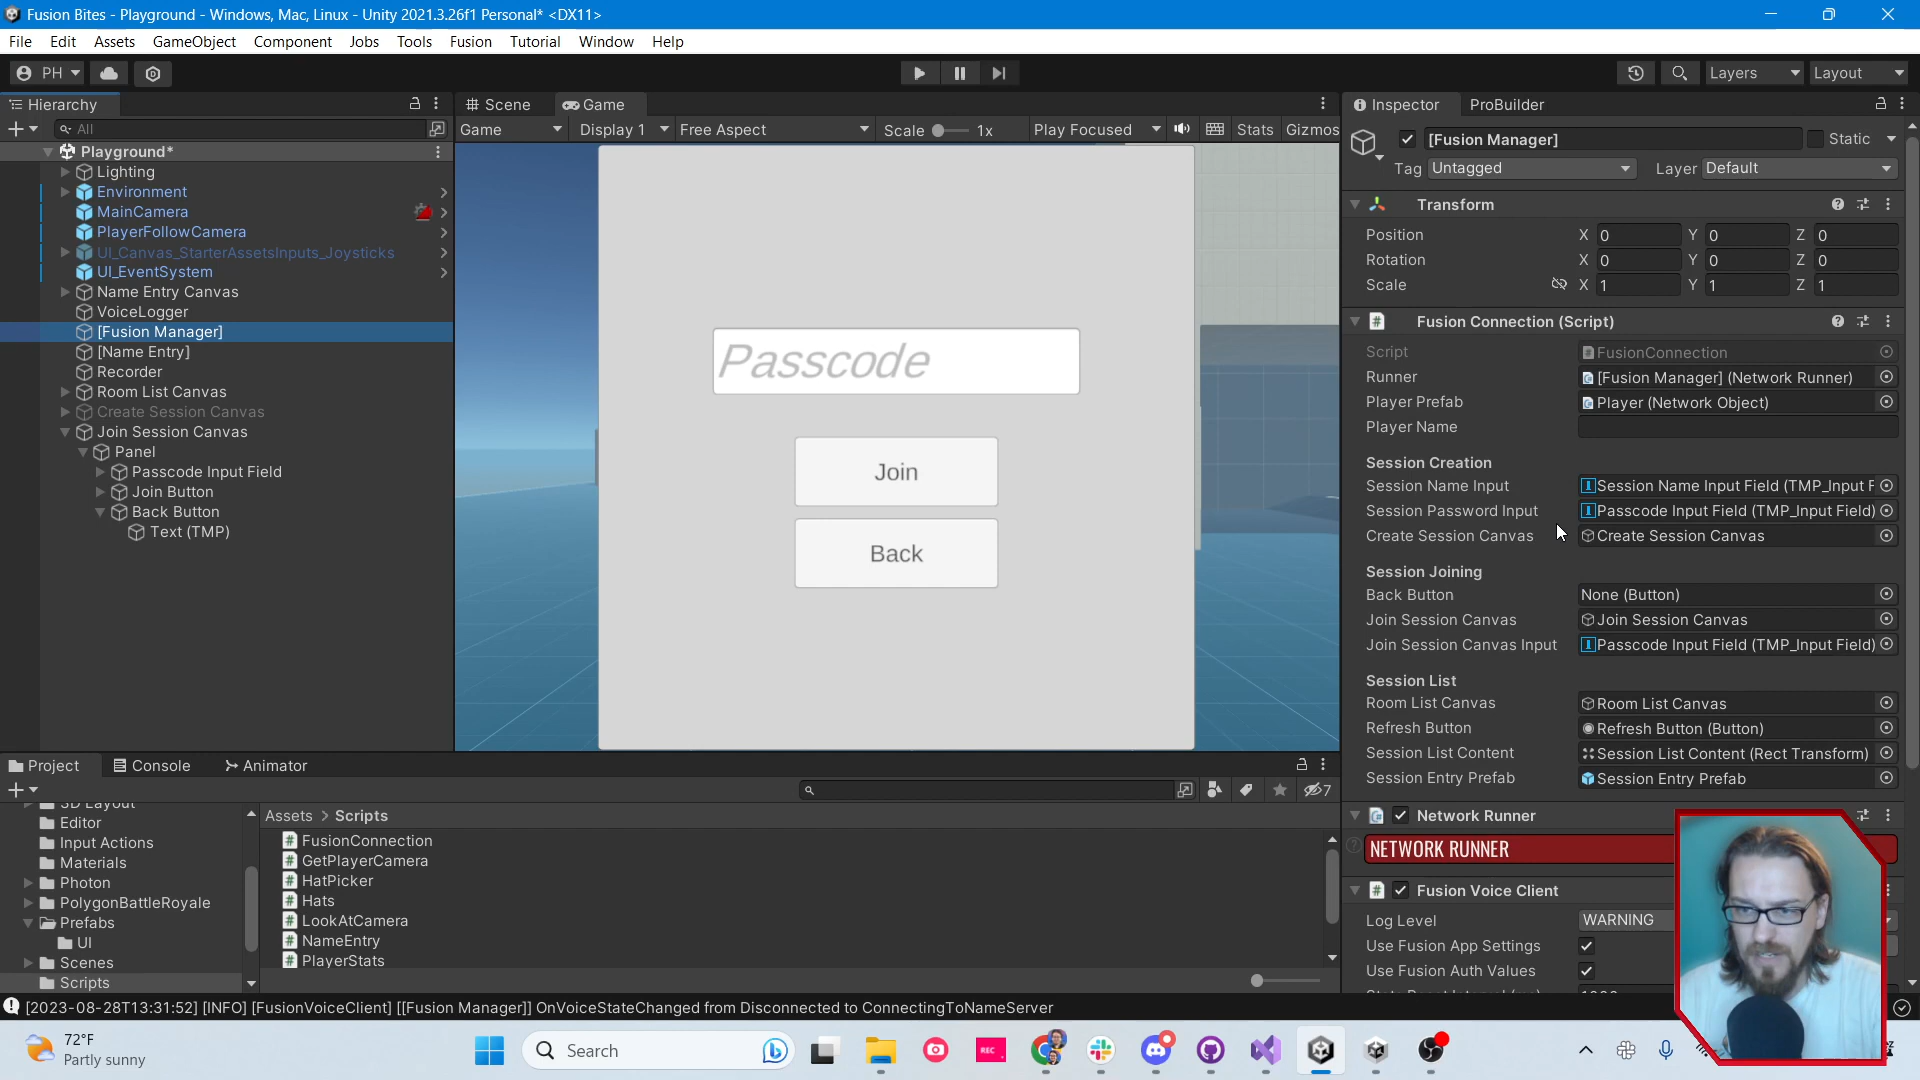 Fusion Bites - Playground - Windows, Mac, Linux - Unity 2021.3.26f1 Personal* <DX11>
File Edit Assets GameObject Component Jobs Tools Fusion Tutorial Window Help
PH Layers Layout
Hierarchy Scene Game Inspector ProBuilder
All Game Display 1 Free Aspect Scale 1x Play Focused Stats Gizmos
[Fusion Manager] Static
Tag Untagged Layer Default
Playground*
Lighting
Environment
MainCamera
PlayerFollowCamera
UI_Canvas_StarterAssetsInputs_Joysticks
UI_EventSystem
Name Entry Canvas
VoiceLogger
[Fusion Manager]
[Name Entry]
Recorder
Room List Canvas
Create Session Canvas
Join Session Canvas
Panel
Passcode Input Field
Join Button
Back Button
Text (TMP)
Passcode
Join
Back
Transform
Position X 0 Y 0 Z 0
Rotation X 0 Y 0 Z 0
Scale X 1 Y 1 Z 1
Fusion Connection (Script)
Script FusionConnection
Runner [Fusion Manager] (Network Runner)
Player Prefab Player (Network Object)
Player Name
Session Creation
Session Name Input Session Name Input Field (TMP_Input F
Session Password Input Passcode Input Field (TMP_Input Field)
Create Session Canvas Create Session Canvas
Session Joining
Back Button None (Button)
Join Session Canvas Join Session Canvas
Join Session Canvas Input Passcode Input Field (TMP_Input Field)
Session List
Room List Canvas Room List Canvas
Refresh Button Refresh Button (Button)
Session List Content Session List Content (Rect Transform)
Session Entry Prefab Session Entry Prefab
Network Runner
NETWORK RUNNER
Fusion Voice Client
Log Level WARNING
Use Fusion App Settings
Use Fusion Auth Values
Project Console Animator
7
3D Layout
Editor
Input Actions
Materials
Photon
PolygonBattleRoyale
Prefabs
UI
Scenes
Scripts
Assets > Scripts
FusionConnection
GetPlayerCamera
HatPicker
Hats
LookAtCamera
NameEntry
PlayerStats
[2023-08-28T13:31:52] [INFO] [FusionVoiceClient] [[Fusion Manager]] OnVoiceStateChanged from Disconnected to ConnectingToNameServer
72°F
Partly sunny
Search
REC